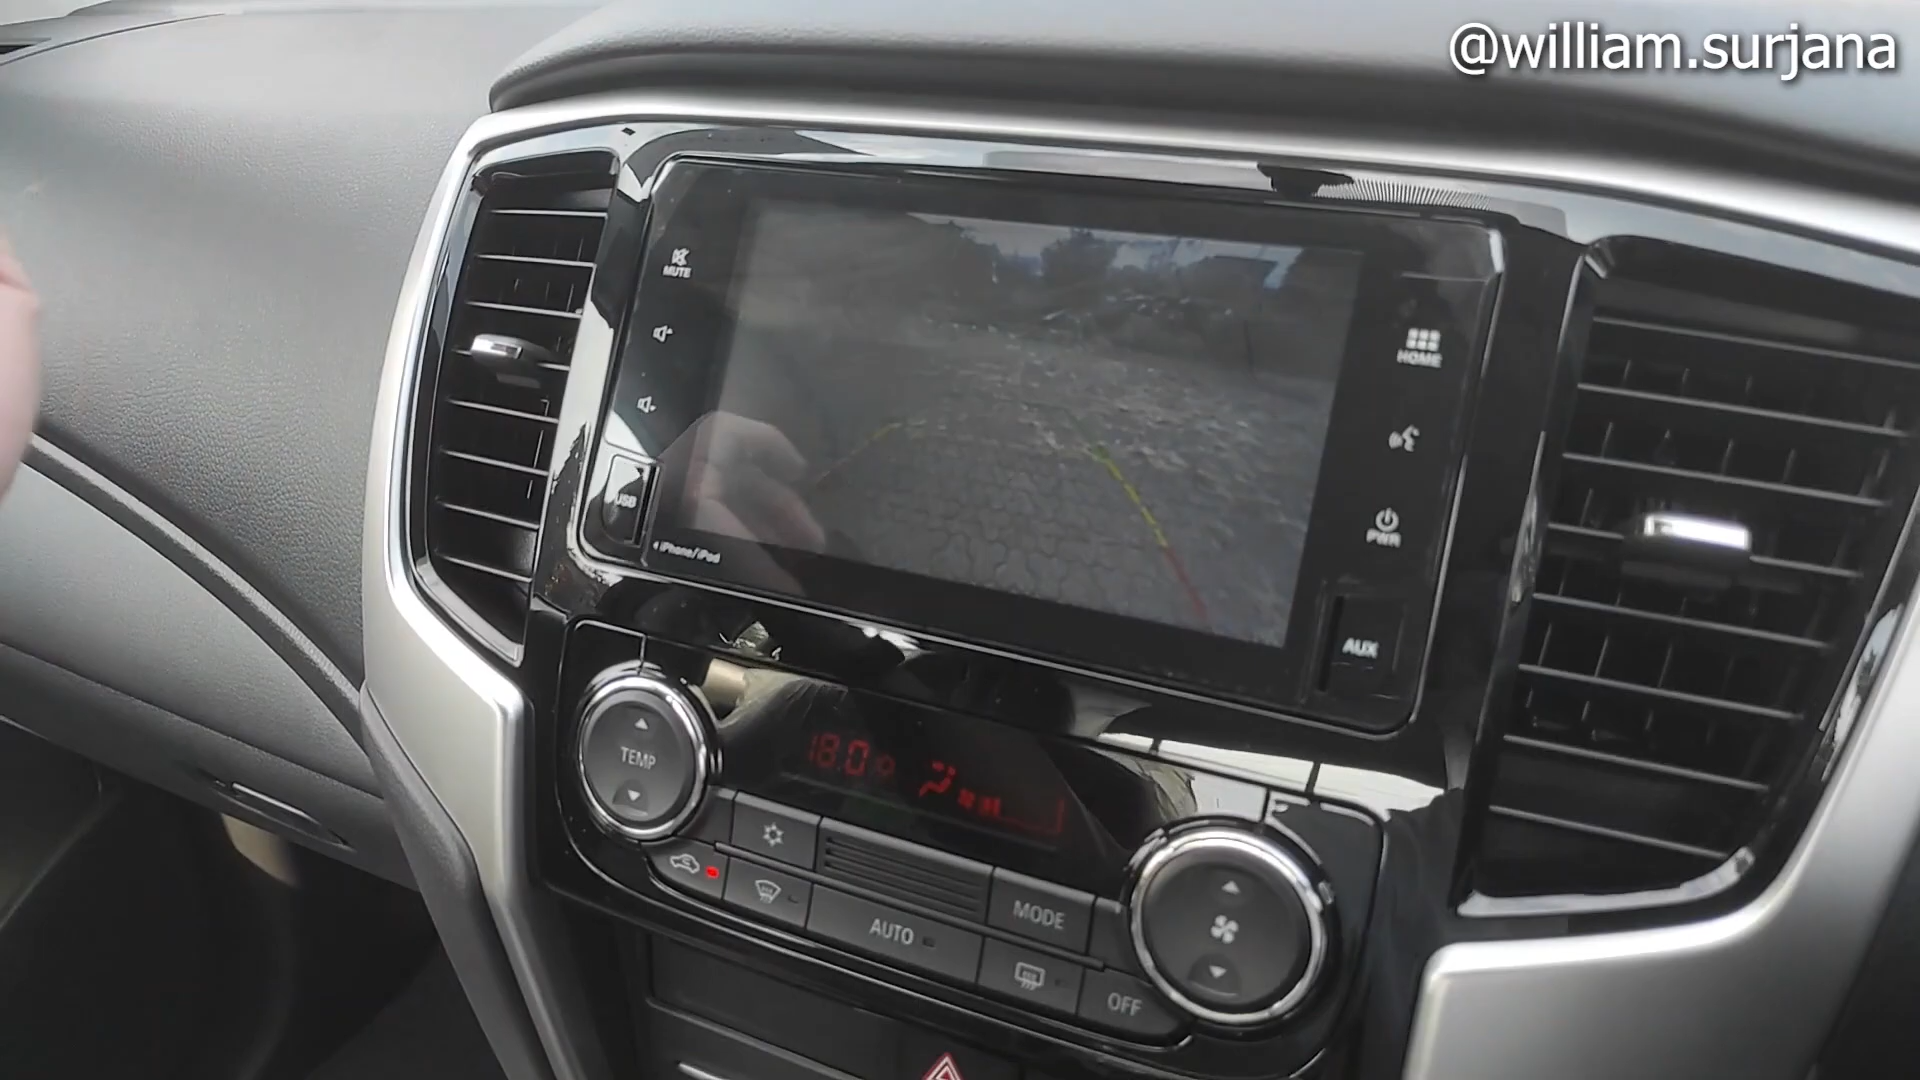 @william.surjana
MUTE
HOME
USB
iPhone/iPod
PWR
AUX
TEMP
18.0
MODE
AUTO
OFF